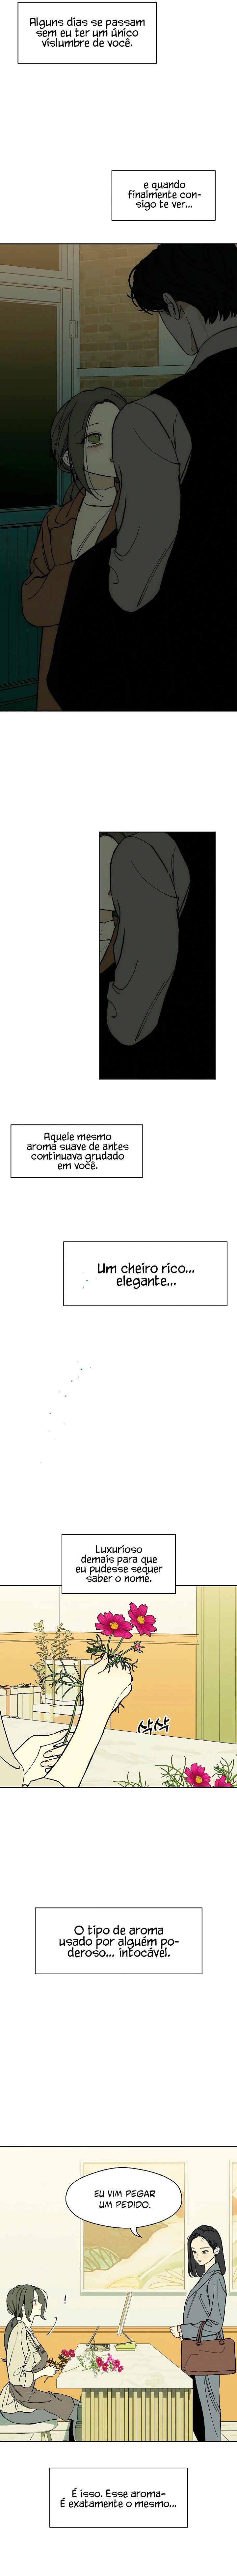 Alguns dias se passam
sem eu ter um único
vislumbre de você.
e quando
finalmente con-
sigo te ver...
Aquele mesmo
aroma suave de antes
continuava grudado
em você.
Um cheiro rico...
elegante...
Luxurioso
demais para que
eu pudesse sequer
saber o nome.
삭삭
O tipo de aroma
usado por alguém po-
deroso... intocável.
EU VIM PEGAR
UM PEDIDO.
!
É isso. Esse aroma-
É exatamente o mesmo...